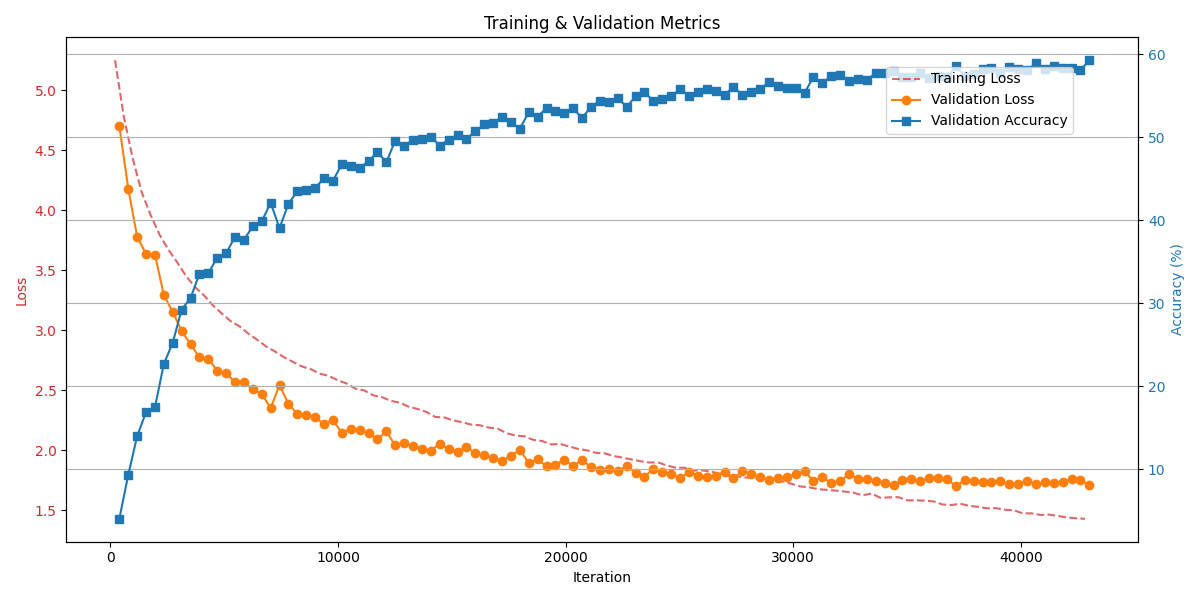 Training & Validation Metrics
Training Loss
Validation Loss
Validation Accuracy
Loss
5.0
4.5
4.0
3.5
3.0
2.5
2.0
1.5
60
50
40
30
20
10
Accuracy (%)
0 10000 20000 30000 40000
Iteration